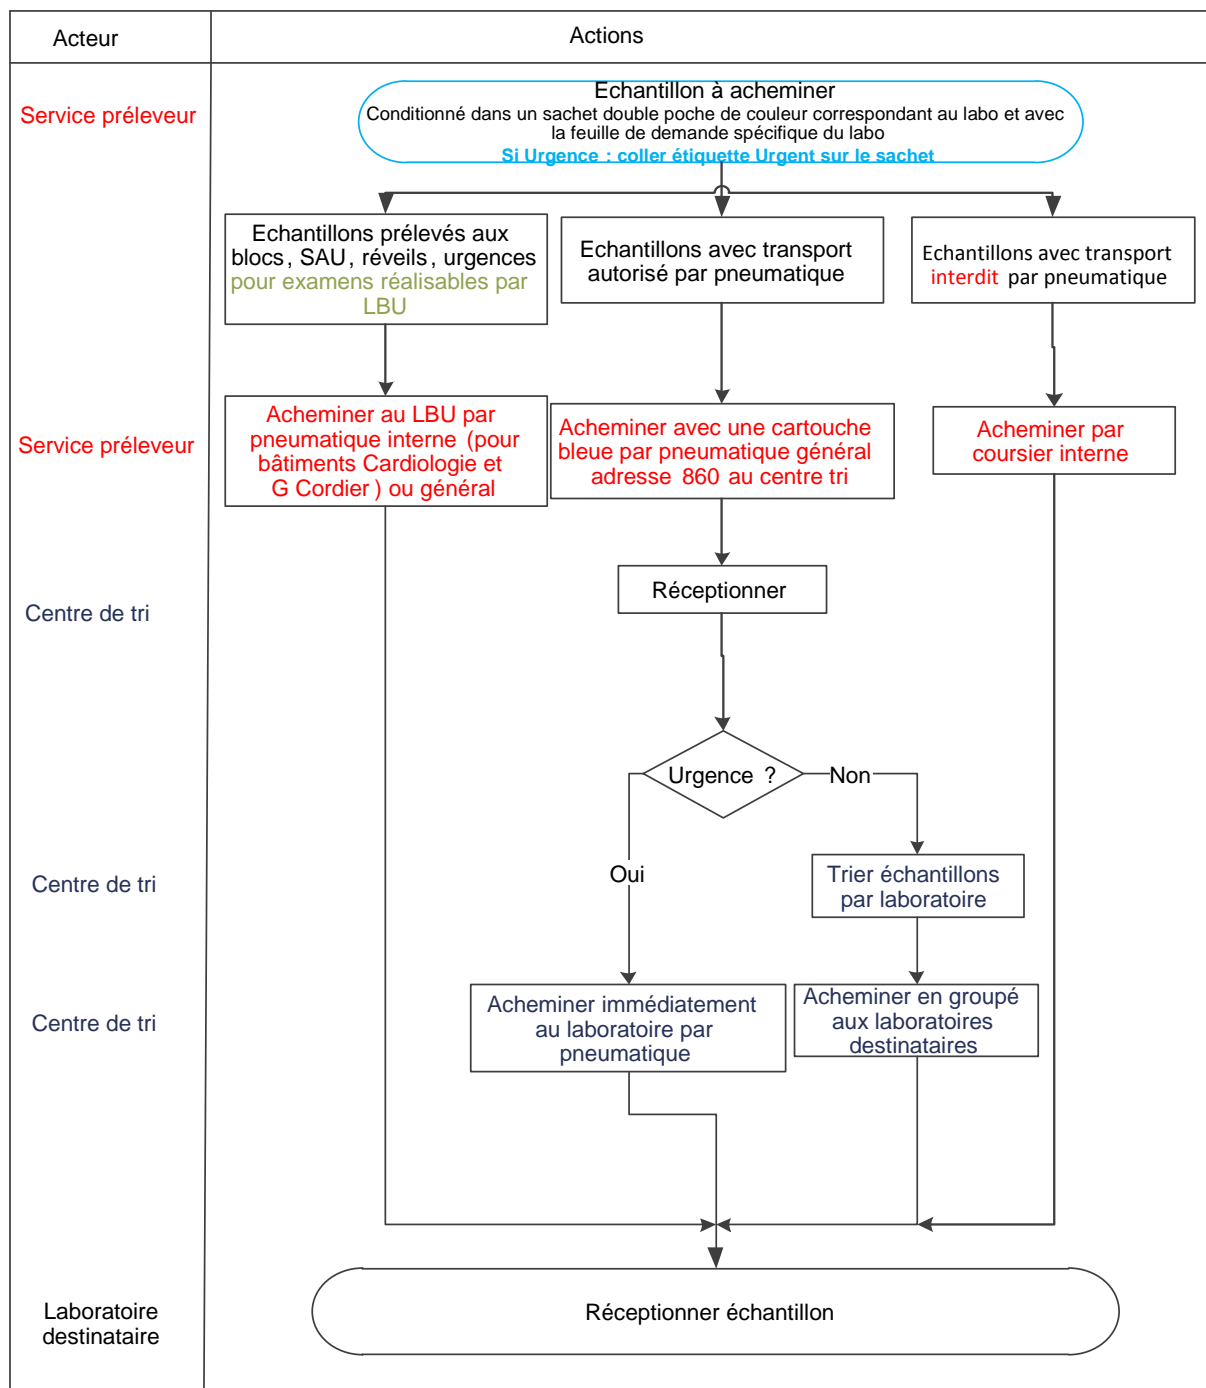 Acteur
Actions
Service préleveur
Echantillon à acheminer
Conditionné dans un sachet double poche de couleur correspondant au labo et avec
la feuille de demande spécifique du labo
Si Urgence : coller étiquette Urgent sur le sachet
Echantillons prélevés aux
blocs, SAU, réveils, urgences
pour examens réalisables par
LBU
Echantillons avec transport
autorisé par pneumatique
Echantillons avec transport
interdit par pneumatique
Service préleveur
Acheminer au LBU par
pneumatique interne (pour
bâtiments Cardiologie et
G Cordier) ou général
Acheminer avec une cartouche
bleue par pneumatique général
adresse 860 au centre tri
Acheminer par
coursier interne
Centre de tri
Réceptionner
Urgence ?
Non
Oui
Centre de tri
Trier échantillons
par laboratoire
Centre de tri
Acheminer immédiatement
au laboratoire par
pneumatique
Acheminer en groupé
aux laboratoires
destinataires
Laboratoire
destinataire
Réceptionner échantillon